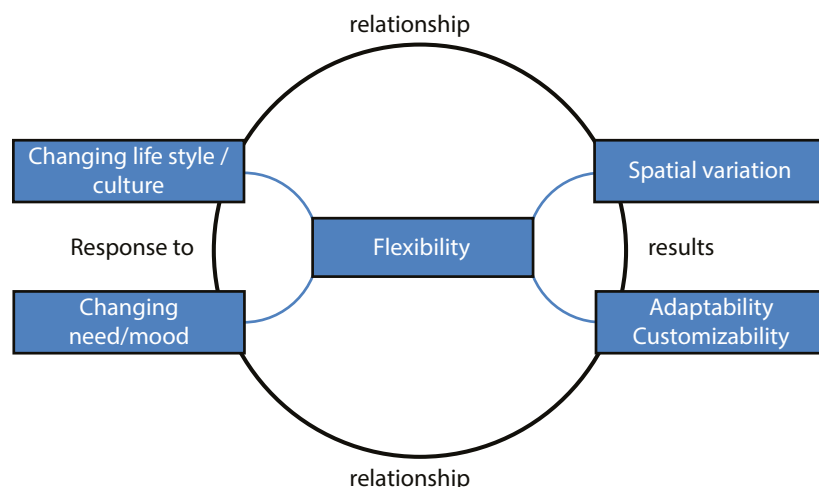 relationship
Changing life style /
culture
Spatial variation
Response to
Flexibility
results
Changing
need/mood
Adaptability
Customizability
relationship